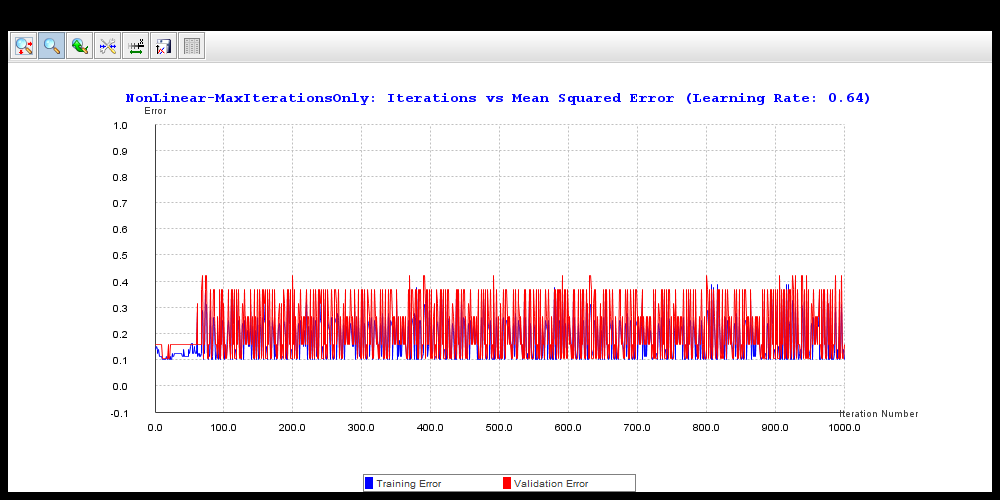 NonLinear-MaxIterationsOnly: Iterations vs Mean Squared Error (Learning Rate: 0.64)
Error
1.0
0.9
0.8
0.7
0.6
0.5
0.4
0.3
0.2
0.1
0.0
-0.1
Iteration Number
0.0 100.0 200.0 300.0 400.0 500.0 600.0 700.0 800.0 900.0 1000.0
Training Error Validation Error